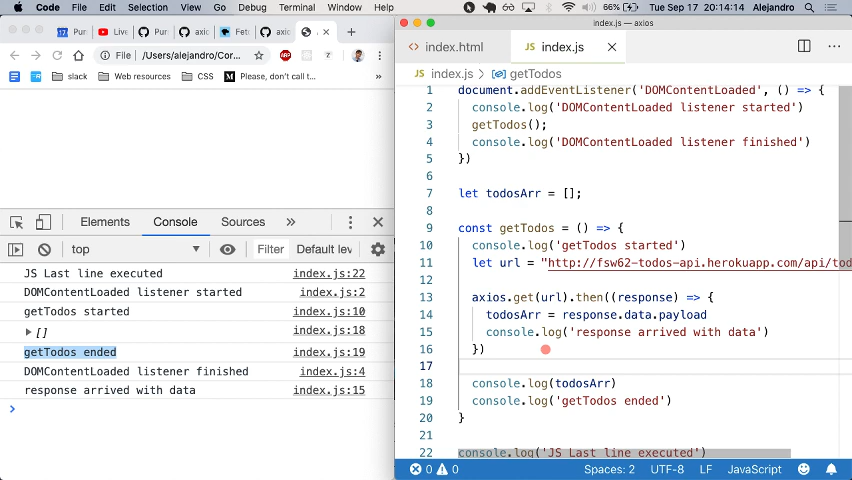 Code File Edit Selection View Go Debug Terminal Window Help 66% Tue Sep 17 20:14:14 Alejandro
index.js — axios
Pur Live Pur axic Feta axic
index.html index.js
File /Users/alejandro/Cor...
slack CSS Please, don't call t...
index.js > getTodos
1 document.addEventListener('DOMContentLoaded', () => {
2 console.log('DOMContentLoaded listener started')
3 getTodos();
4 console.log('DOMContentLoaded listener finished')
5 })
6
7 let todosArr = [];
8
9 const getTodos = () => {
10 console.log('getTodos started')
11 let url = "http://fsw62-todos-api.herokuapp.com/api/tod
12
13 axios.get(url).then((response) => {
14 todosArr = response.data.payload
15 console.log('response arrived with data')
16 })
17
18 console.log(todosArr)
19 console.log('getTodos ended')
20 }
21
22 console.log('JS Last line executed')
Elements Console Sources »
top Filter Default lev
JS Last line executed index.js:22
DOMContentLoaded listener started index.js:2
getTodos started index.js:10
[] index.js:18
getTodos ended index.js:19
DOMContentLoaded listener finished index.js:4
response arrived with data index.js:15
0 0 Spaces: 2 UTF-8 LF JavaScript